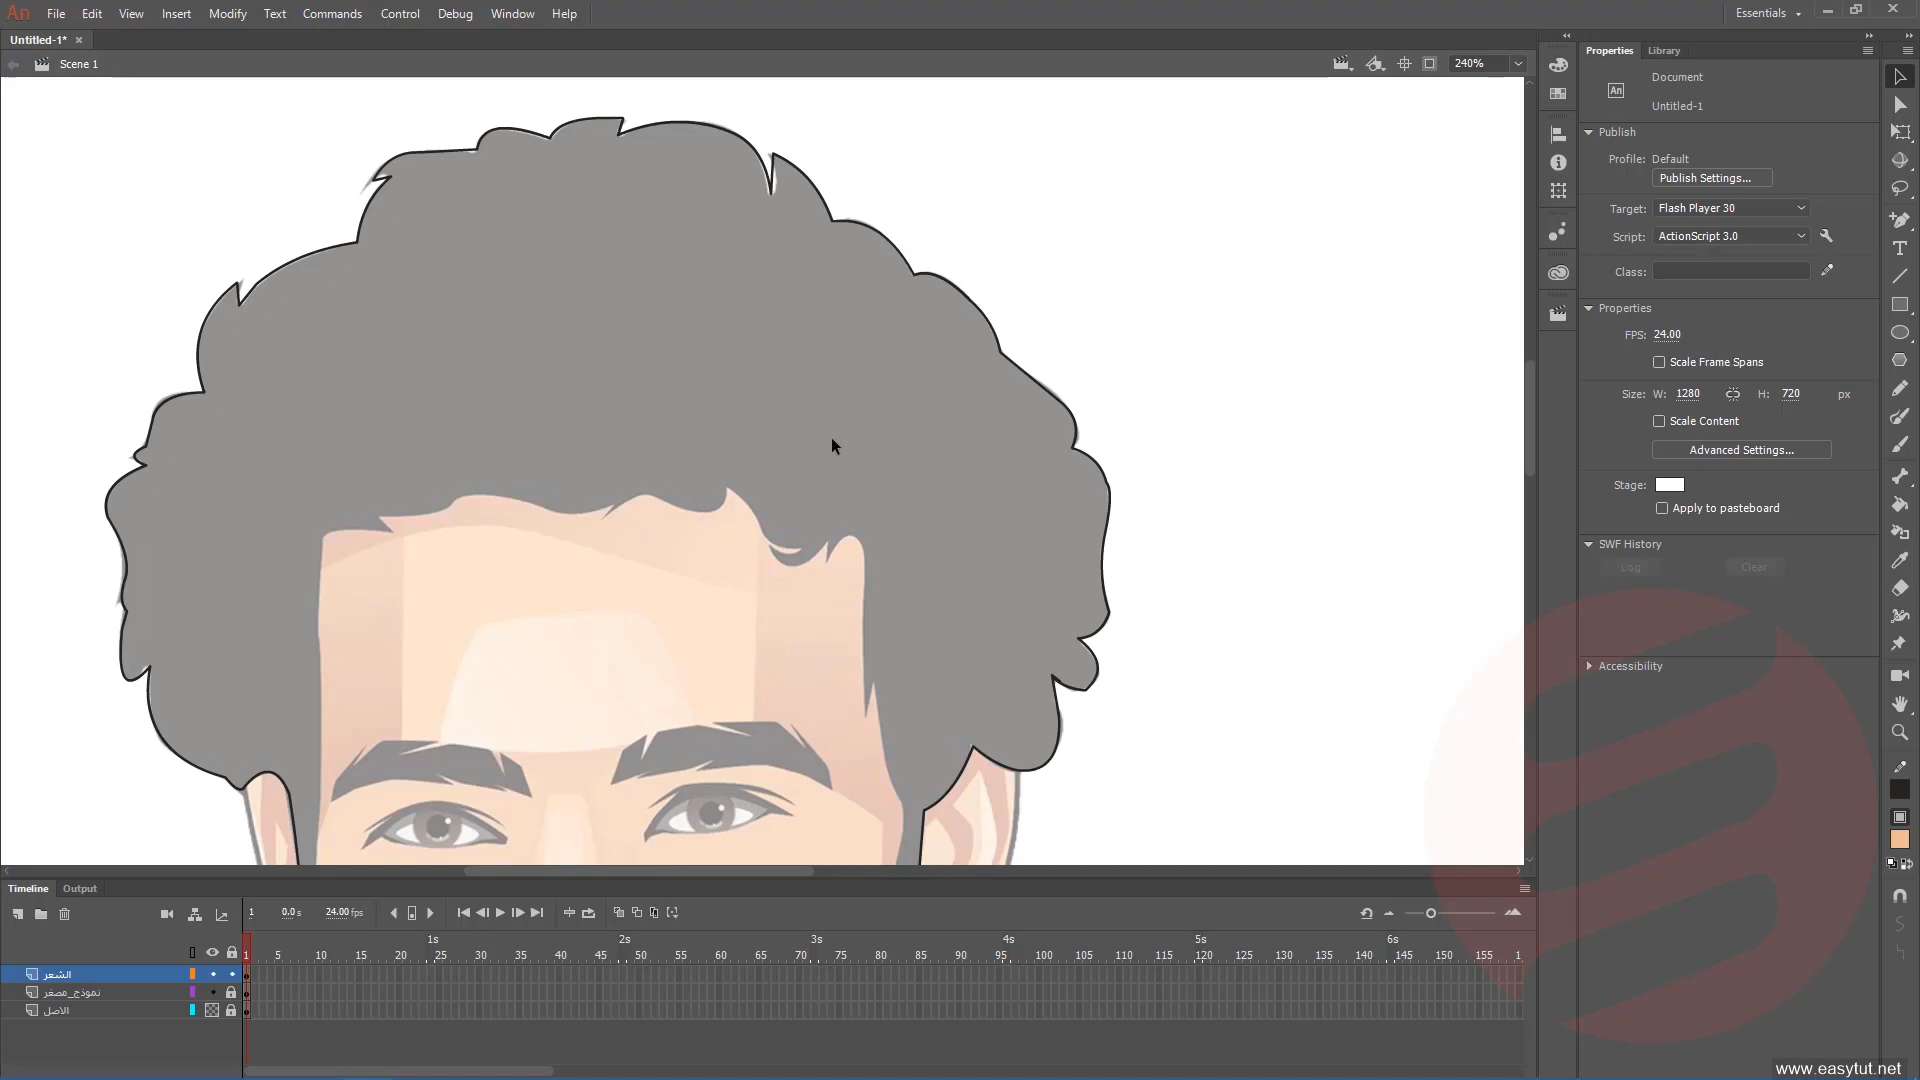 An File Edit View Insert Modify Text Commands Control Debug Window Help Essentials
Untitled-1*
Scene 1 240%
Properties Library
Document
An Untitled-1
Publish
Profile: Default
Publish Settings...
Target: Flash Player 30
Script: ActionScript 3.0
Class:
Properties
FPS: 24.00
Scale Frame Spans
Size: W: 1280 H: 720 px
Scale Content
Advanced Settings...
Stage:
Apply to pasteboard
SWF History
Log Clear
Accessibility
Timeline Output
1 0.0 s 24.00 fps
1s 2s 3s 4s 5s 6s
1 5 10 15 20 25 30 35 40 45 50 55 60 65 70 75 80 85 90 95 100 105 110 115 120 125 130 135 140 145 150 155 1
الشعر
نموذج_مصغر
الاصل
www.easytut.net